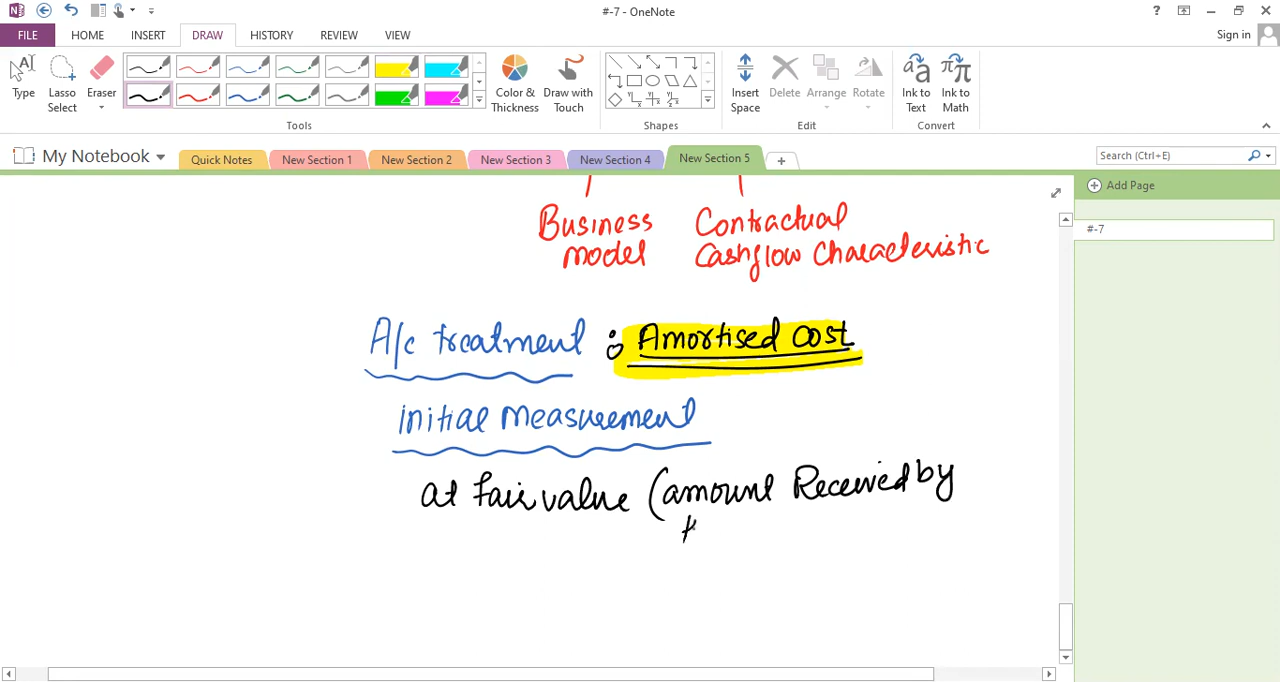 #-7 - OneNote
Sign in
FILE HOME INSERT DRAW HISTORY REVIEW VIEW
Type
Lasso Select
Eraser
Color & Thickness
Draw with Touch
Insert Space
Delete
Arrange
Rotate
Ink to Text
Ink to Math
Tools
Shapes
Edit
Convert
My Notebook
Quick Notes New Section 1 New Section 2 New Section 3 New Section 4 New Section 5
Search (Ctrl+E)
Add Page
#-7
Business Contractual
model Cashflow Characteristic
A/c treatment : Amortised Cost
initial Measurement
at fair value (amount Received by